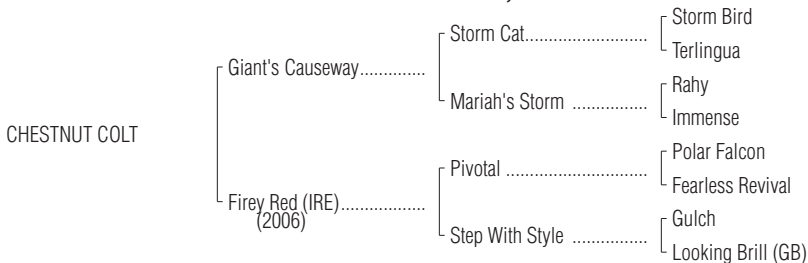 Storm Bird
Storm Cat..............................
Terlingua
Giant's Causeway..............
Rahy
Mariah's Storm ..................
Immense
CHESTNUT COLT
Polar Falcon
Pivotal ..................................
Fearless Revival
Firey Red (IRE)..................
(2006)
Gulch
Step With Style ..................
Looking Brill (GB)